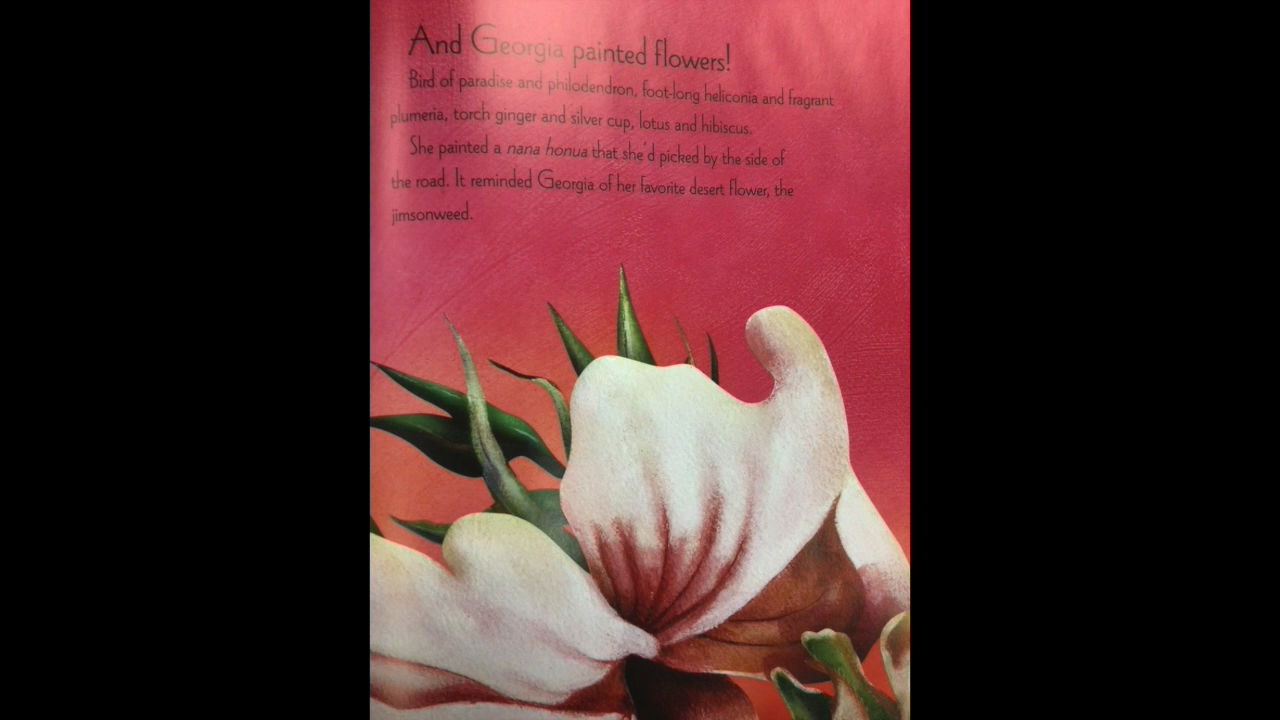 And Georgia painted flowers!
Bird of paradise and philodendron, foot-long heliconia and fragrant
plumeria, torch ginger and silver cup, lotus and hibiscus.
She painted a nana honua that she'd picked by the side of
the road. It reminded Georgia of her favorite desert flower, the
jimsonweed.